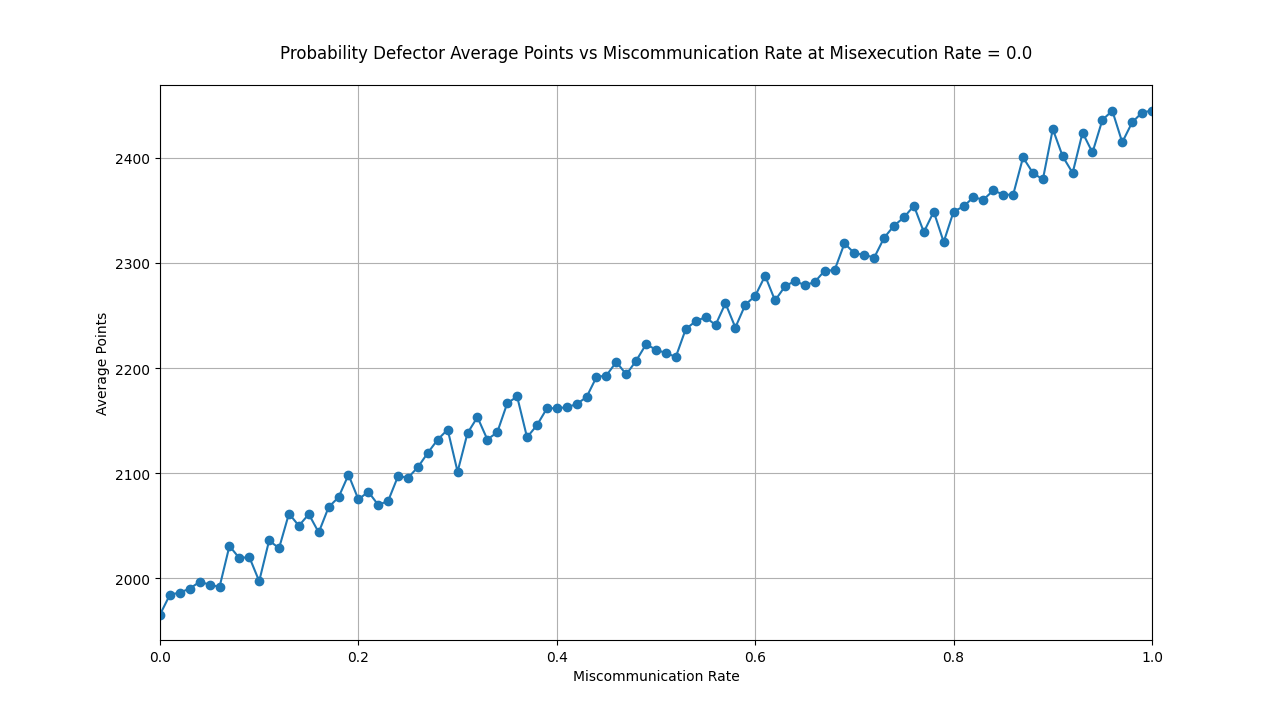 Probability Defector Average Points vs Miscommunication Rate at Misexecution Rate = 0.0
Average Points
2400
2300
2200
2100
2000
0.0 0.2 0.4 0.6 0.8 1.0
Miscommunication Rate